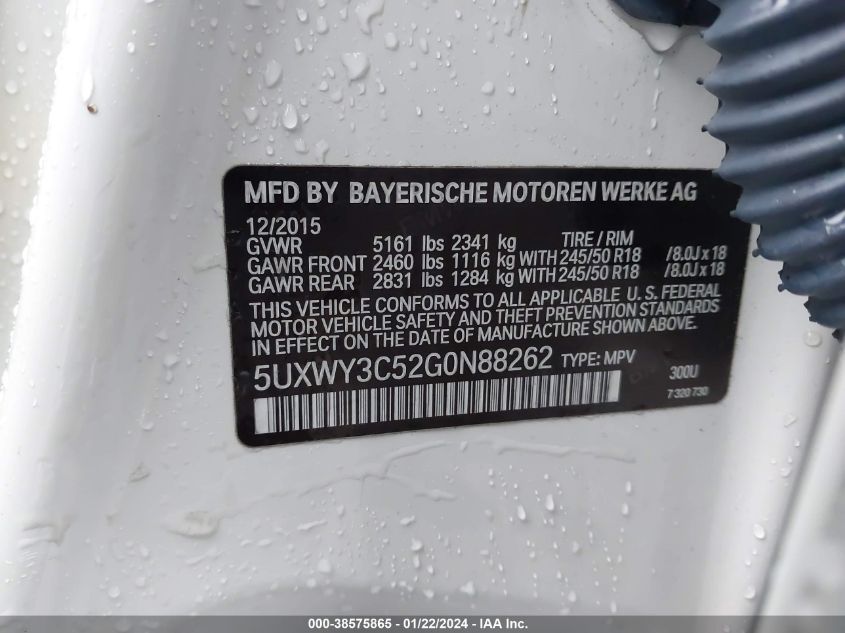 MFD BY BAYERISCHE MOTOREN WERKE AG
12/2015
GVWR 5161 lbs 2341 kg TIRE / RIM
GAWR FRONT 2460 lbs 1116 kg WITH 245/50 R18 /8.0J x 18
GAWR REAR 2831 lbs 1284 kg WITH 245/50 R18 /8.0J x 18
THIS VEHICLE CONFORMS TO ALL APPLICABLE U. S. FEDERAL
MOTOR VEHICLE SAFETY AND THEFT PREVENTION STANDARDS
IN EFFECT ON THE DATE OF MANUFACTURE SHOWN ABOVE.
5UXWY3C52G0N88262 TYPE: MPV
300U
7 320 730
000-38575865 - 01/22/2024 - IAA Inc.